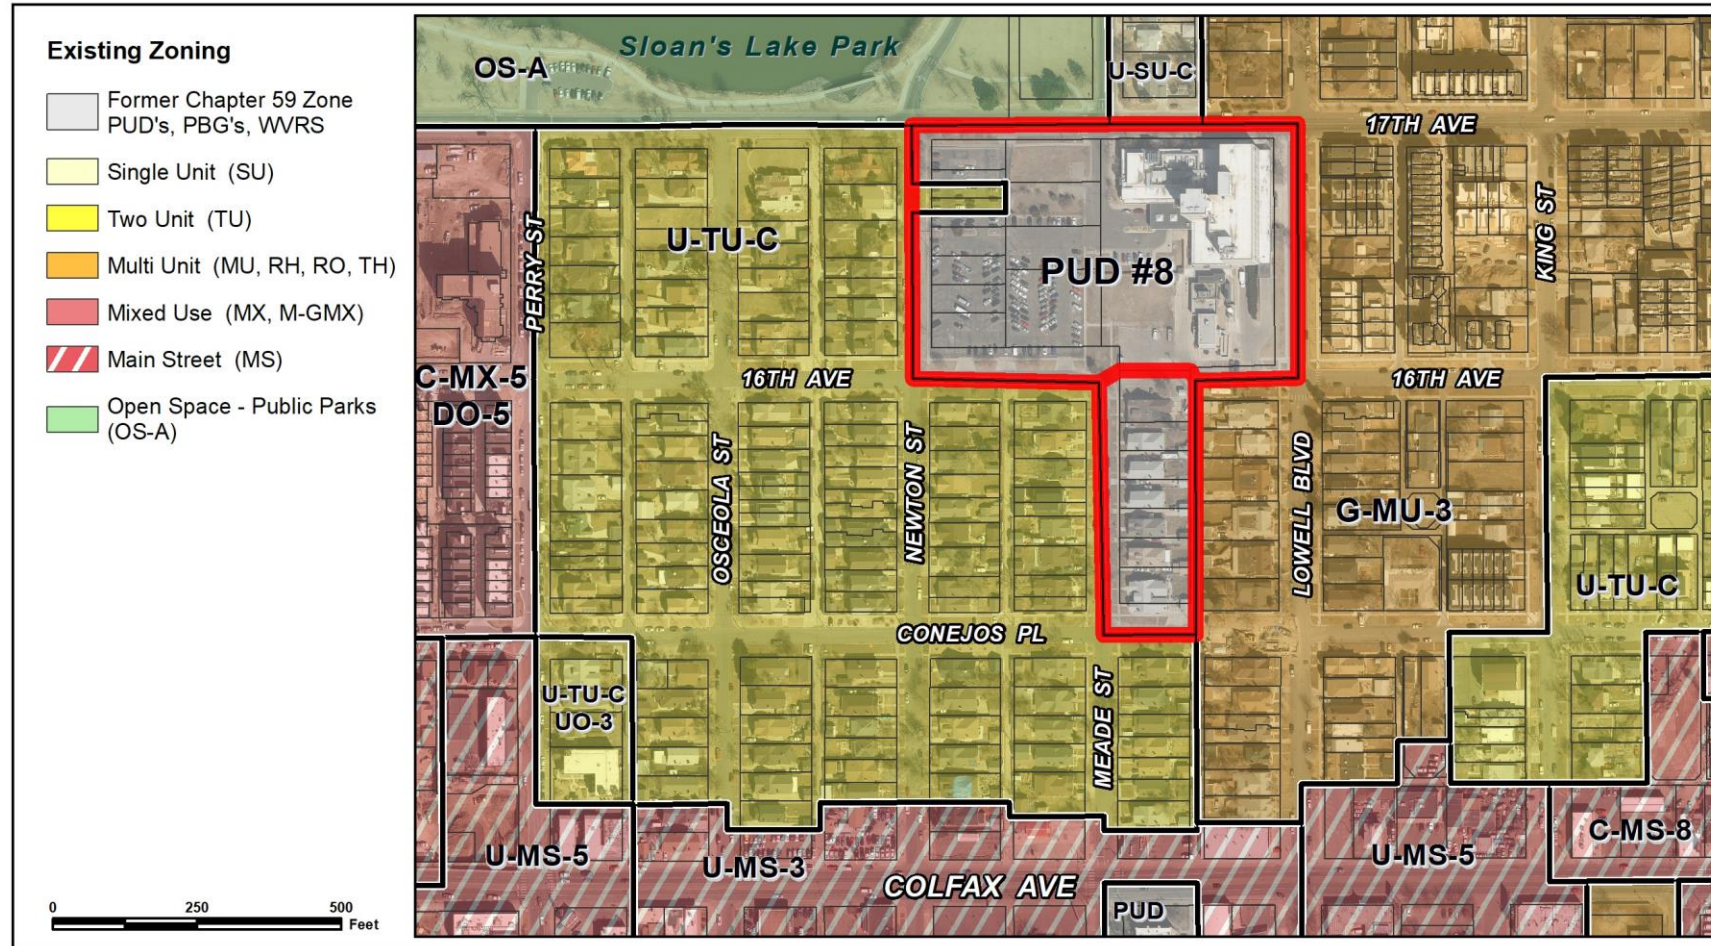 Existing Zoning
Former Chapter 59 Zone
PUD's, PBG's, WVRS
Single Unit (SU)
Two Unit (TU)
Multi Unit (MU, RH, RO, TH)
Mixed Use (MX, M-GMX)
Main Street (MS)
Open Space - Public Parks
(OS-A)
0 250 500
Feet
Sloan's Lake Park
OS-A
U-SU-C
17TH AVE
PERRY ST
U-TU-C
PUD #8
KING ST
C-MX-5
DO-5
16TH AVE
16TH AVE
OSCEOLA ST
NEWTON ST
LOWELL BLVD
G-MU-3
U-TU-C
CONEJOS PL
U-TU-C
UO-3
MEADE ST
U-MS-5
U-MS-3
COLFAX AVE
PUD
U-MS-5
C-MS-8